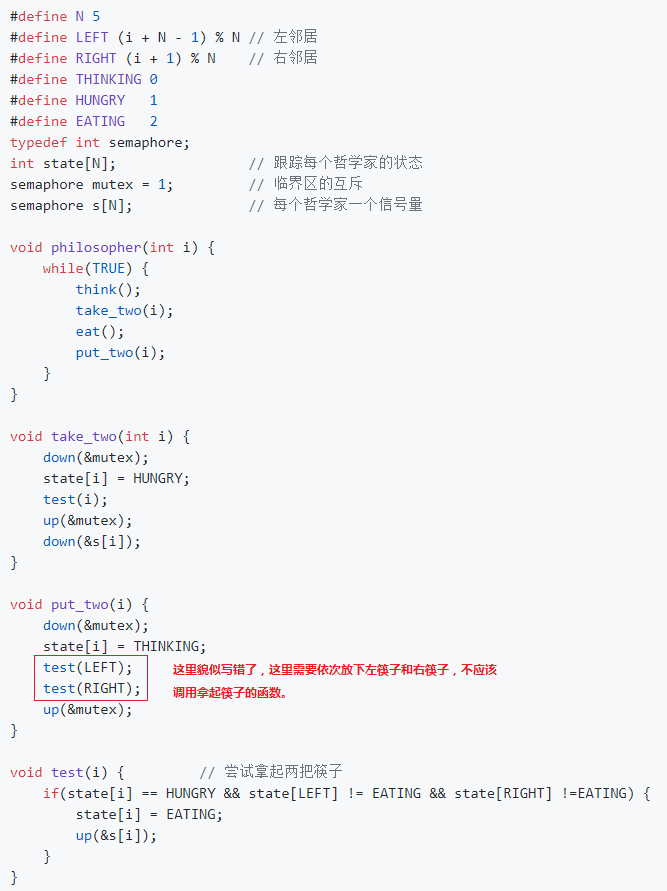 #define N 5
#define LEFT (i + N - 1) % N // 左邻居
#define RIGHT (i + 1) % N    // 右邻居
#define THINKING 0
#define HUNGRY   1
#define EATING   2
typedef int semaphore;
int state[N];                // 跟踪每个哲学家的状态
semaphore mutex = 1;         // 临界区的互斥
semaphore s[N];              // 每个哲学家一个信号量
void philosopher(int i) {
    while(TRUE) {
        think();
        take_two(i);
        eat();
        put_two(i);
    }
}
void take_two(int i) {
    down(&mutex);
    state[i] = HUNGRY;
    test(i);
    up(&mutex);
    down(&s[i]);
}
void put_two(i) {
    down(&mutex);
    state[i] = THINKING;
    test(LEFT);    这里貌似写错了，这里需要依次放下左筷子和右筷子，不应该
    test(RIGHT);    调用拿起筷子的函数。
    up(&mutex);
}
void test(i) {         // 尝试拿起两把筷子
    if(state[i] == HUNGRY && state[LEFT] != EATING && state[RIGHT] !=EATING) {
        state[i] = EATING;
        up(&s[i]);
    }
}